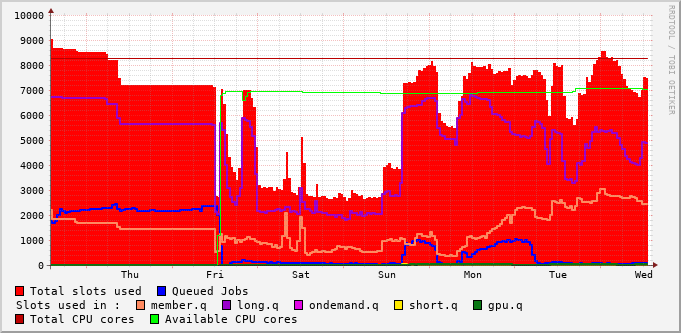 10000
9000
8000
7000
6000
5000
4000
3000
2000
1000
0
Thu Fri Sat Sun Mon Tue Wed
RRDTOOL / TOBI OETIKER
Total slots used Queued Jobs
Slots used in : member.q long.q ondemand.q short.q gpu.q
Total CPU cores Available CPU cores